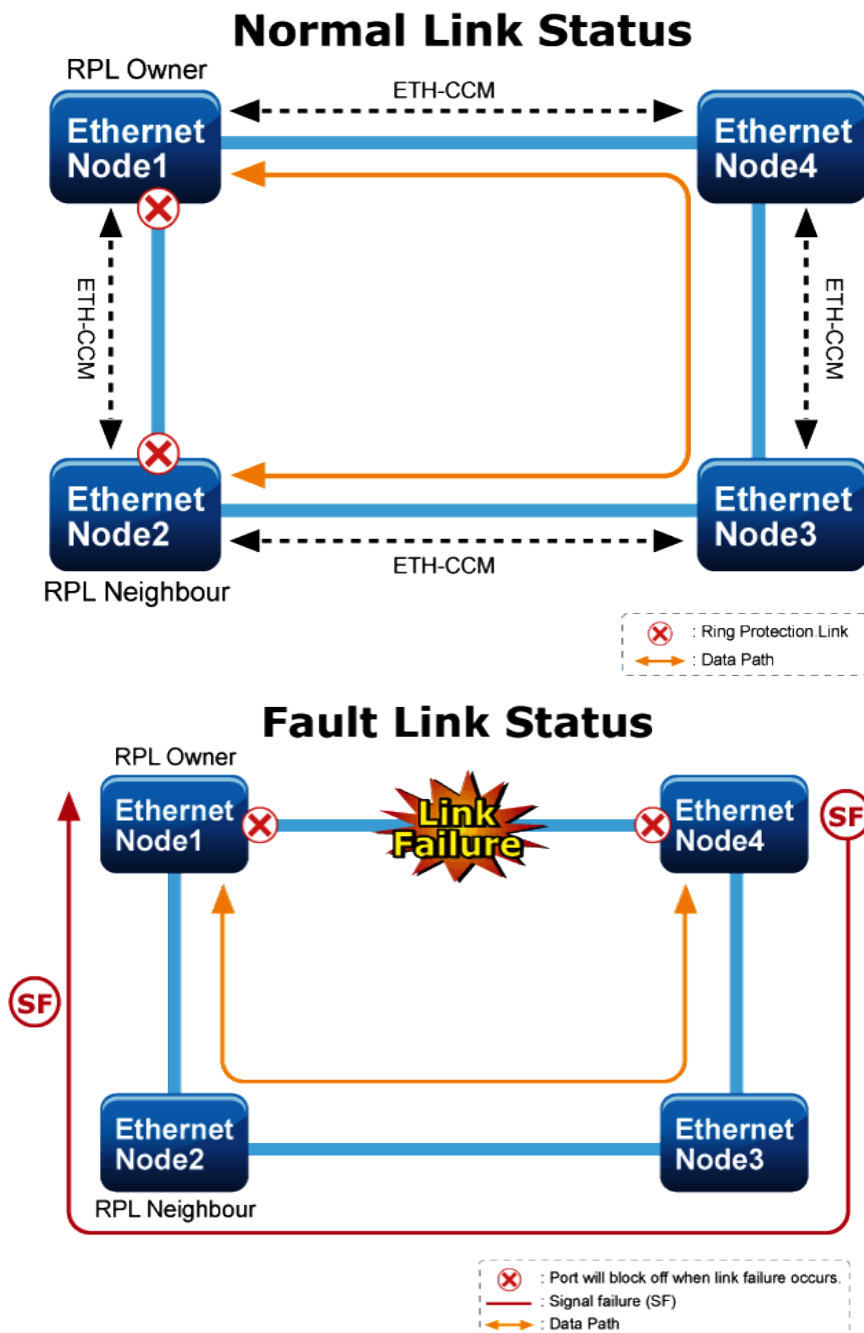 Normal Link Status
RPL Owner
ETH-CCM
Ethernet
Node1
Ethernet
Node4
ETH-CCM
ETH-CCM
Ethernet
Node2
Ethernet
Node3
ETH-CCM
RPL Neighbour
: Ring Protection Link
: Data Path
Fault Link Status
RPL Owner
Ethernet
Node1
Link
Failure
Ethernet
Node4
SF
SF
Ethernet
Node2
Ethernet
Node3
RPL Neighbour
: Port will block off when link failure occurs.
: Signal failure (SF)
: Data Path